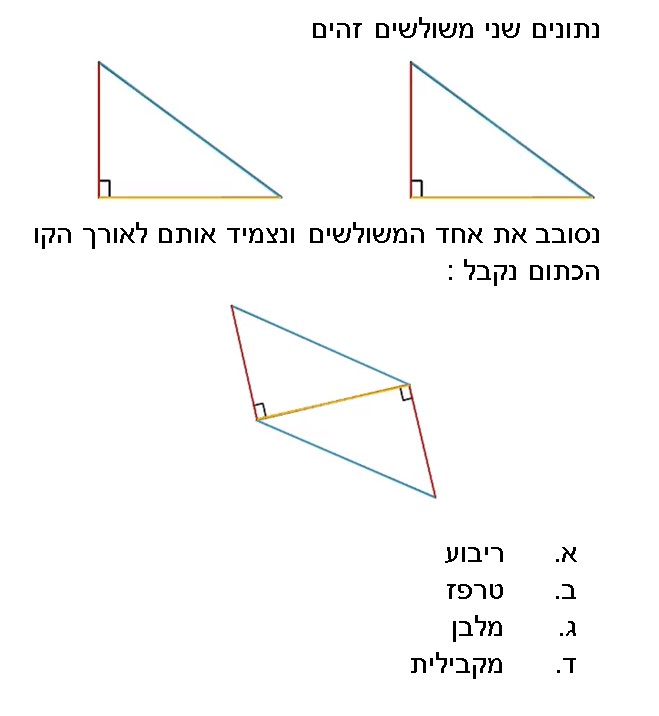 נתונים שני משולשים זהים
נסובב את אחד המשולשים ונצמיד אותם לאורך הקו
הכתום נקבל :
א. ריבוע
ב. טרפז
ג. מלבן
ד. מקבילית